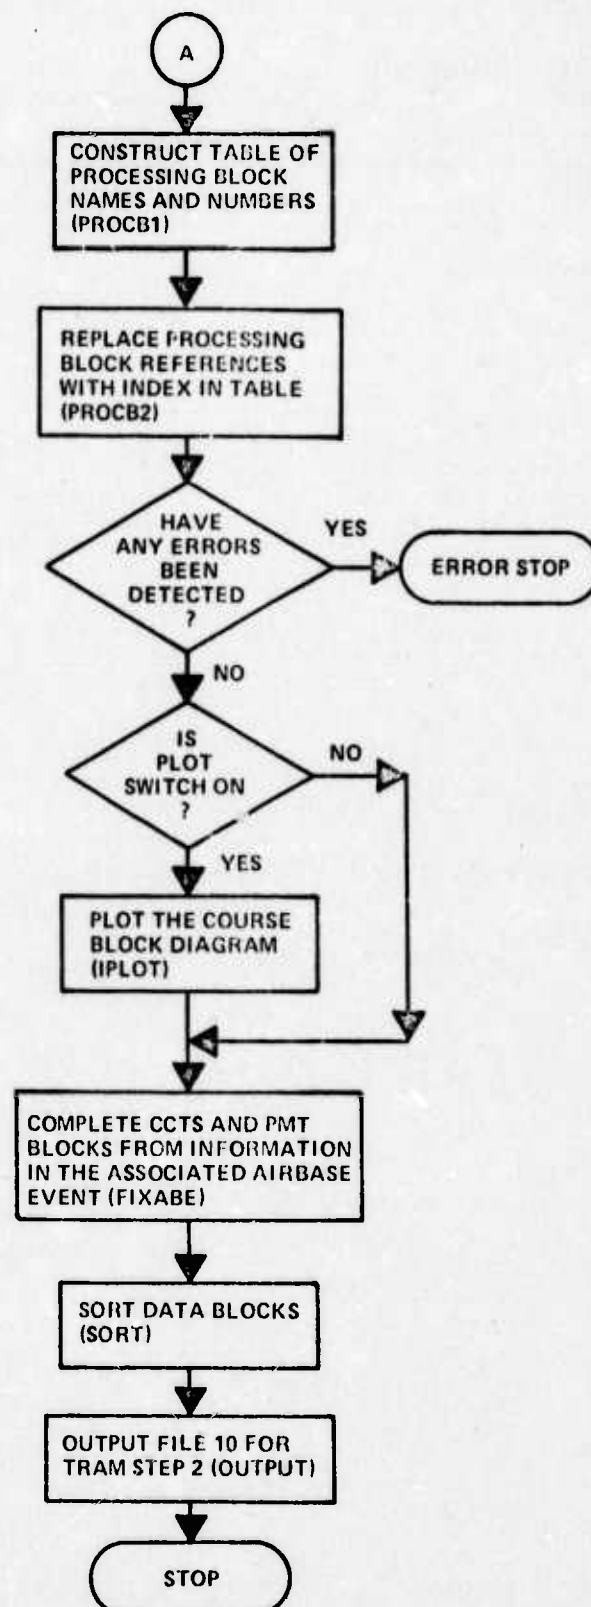 A
CONSTRUCT TABLE OF
PROCESSING BLOCK
NAMES AND NUMBERS
(PROCB1)
REPLACE PROCESSING
BLOCK REFERENCES
WITH INDEX IN TABLE
(PROCB2)
HAVE
ANY ERRORS
BEEN
DETECTED
?
YES
ERROR STOP
NO
IS
PLOT
SWITCH ON
?
NO
YES
PLOT THE COURSE
BLOCK DIAGRAM
(IPLOT)
COMPLETE CCTS AND PMT
BLOCKS FROM INFORMATION
IN THE ASSOCIATED AIRBASE
EVENT (FIXABE)
SORT DATA BLOCKS
(SORT)
OUTPUT FILE 10 FOR
TRAM STEP 2 (OUTPUT)
STOP